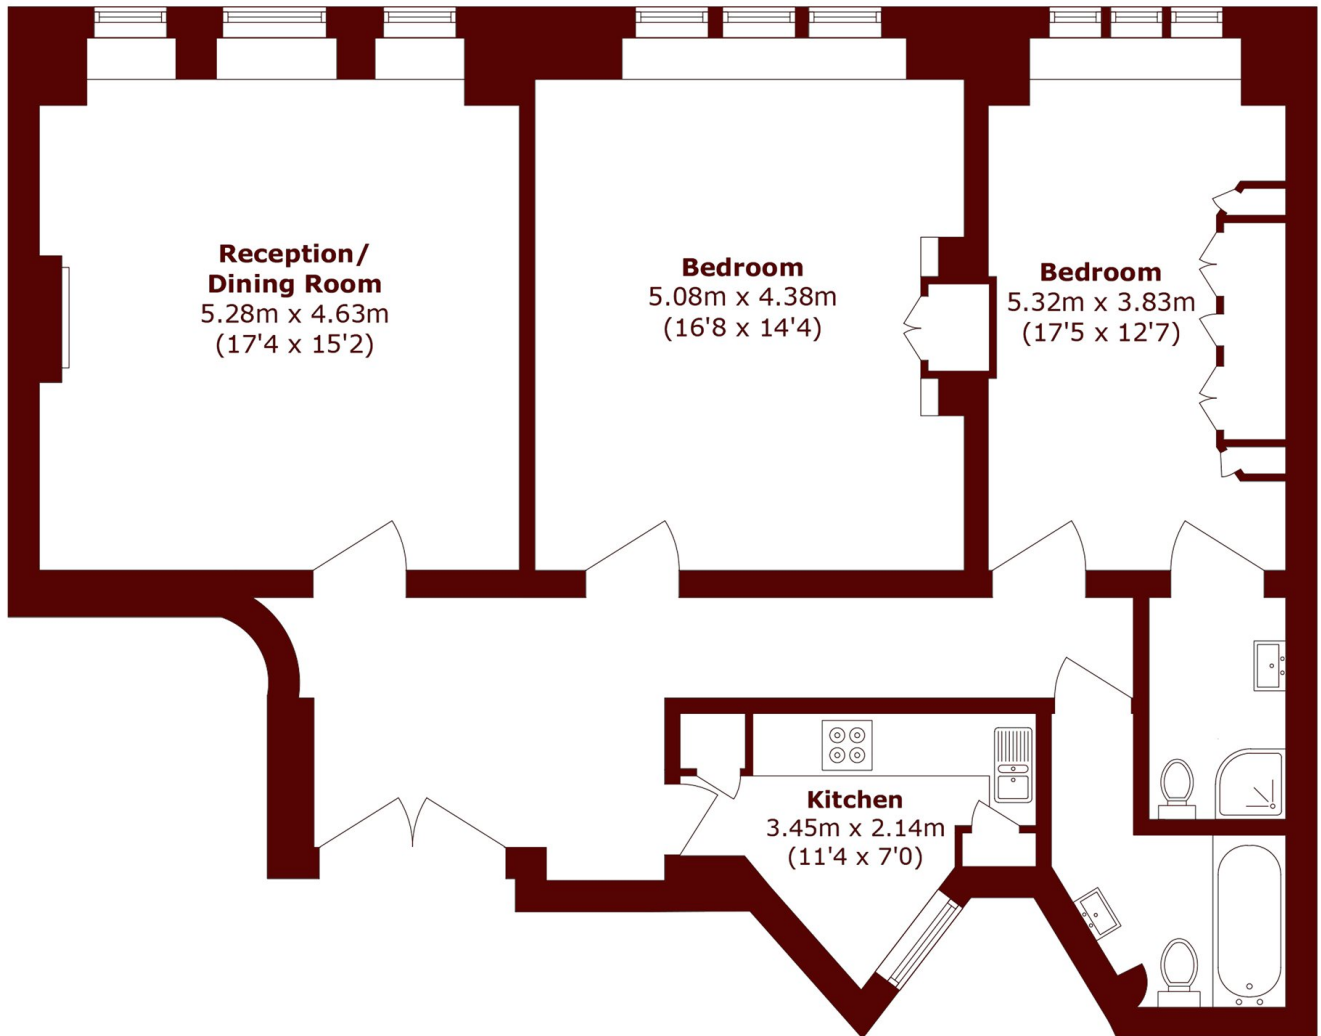 Reception/
Dining Room
5.28m x 4.63m
(17'4 x 15'2)
Bedroom
5.08m x 4.38m
(16'8 x 14'4)
Bedroom
5.32m x 3.83m
(17'5 x 12'7)
Kitchen
3.45m x 2.14m
(11'4 x 7'0)